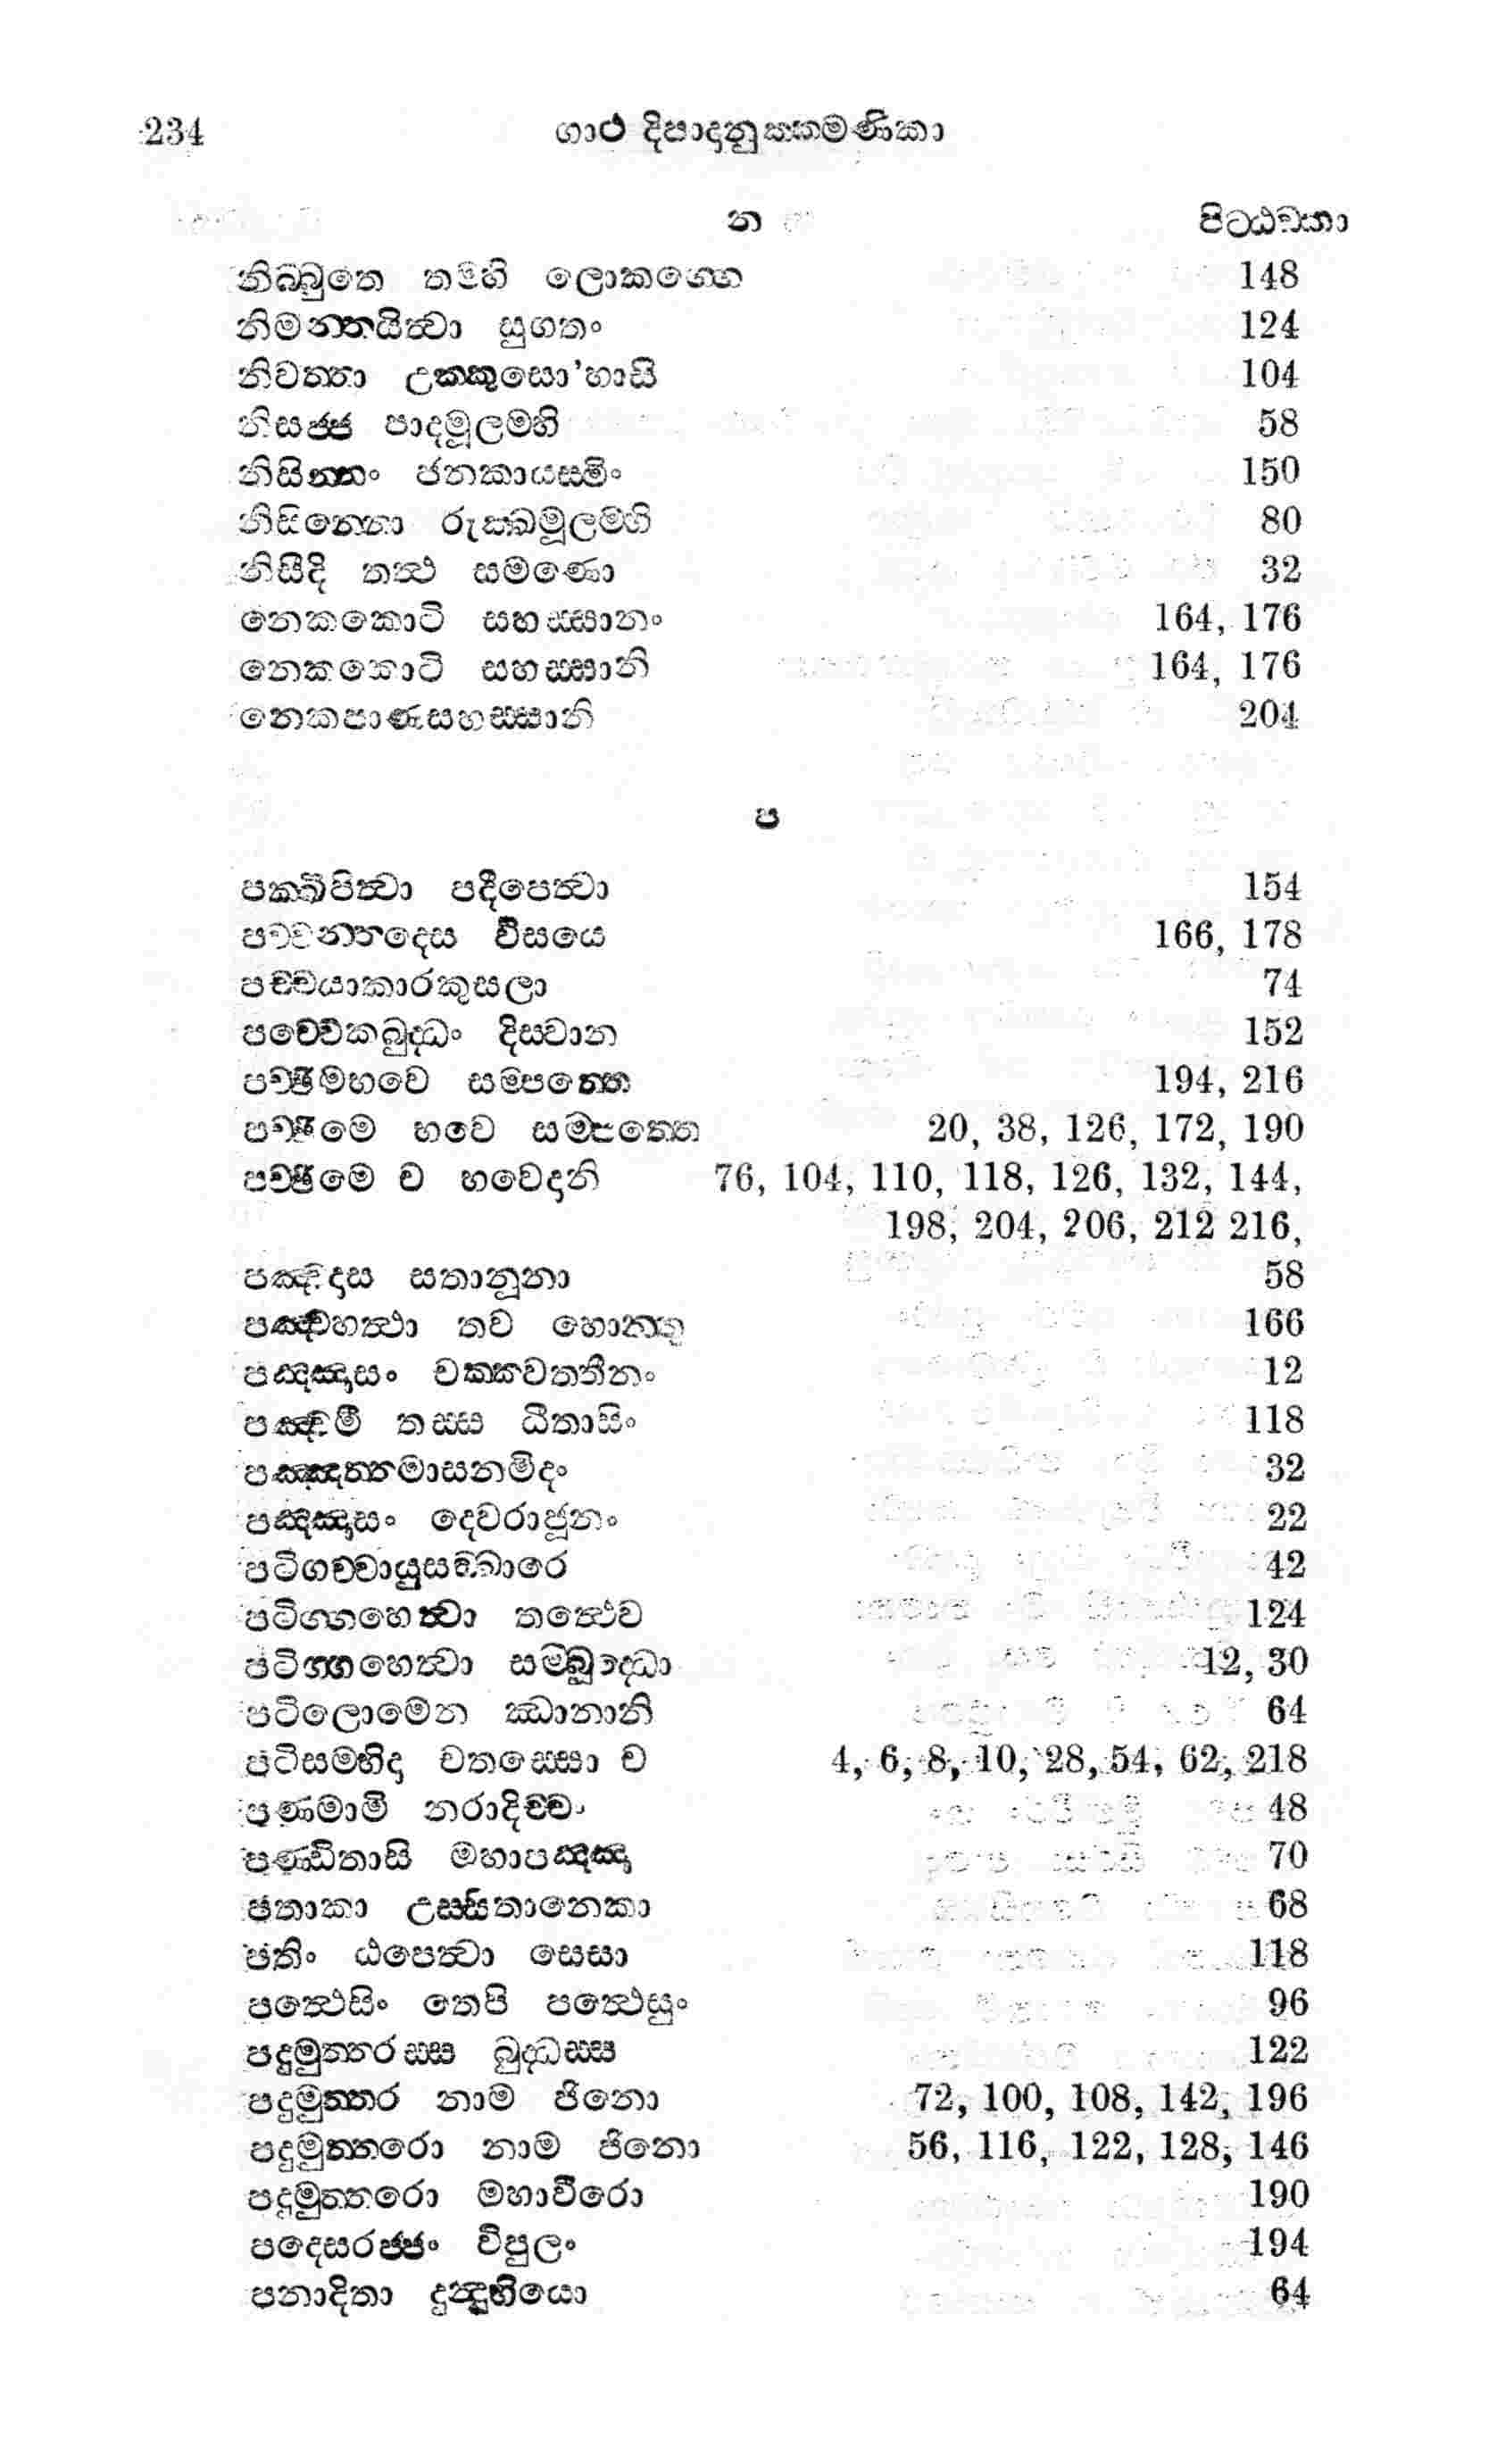 234 ගාථා දිපාදානුක්කමණිකා
න පිට්ඨඞ්කා
නිබ්බුතෙ තම්හි ලොකග්ගෙ 148
නිමන්තයිත්වා සුගතං 124
නිවත්ථා උක්කුසො'හාසි 104
නිසජ්ජ පාදමූලම්හි 58
නිසින්නං ජනකායස්මිං 150
නිසින්නො රුක්ඛමූලම්හි 80
නිසීදි තත්ථ සමණො 32
නෙකකොටි සහස්සානං 164, 176
නෙකකොටි සහස්සානි 164, 176
නෙකපාණසහස්සානි 204
ප
පක්ඛිපිත්වා පදීපෙත්වා 154
පච්චන්තදෙස විසයෙ 166, 178
පච්චයාකාරකුසලා 74
පච්චෙකබුද්ධං දිස්වාන 152
පච්ඡිමභවෙ සම්පත්තෙ 194, 216
පච්ඡිමෙ භවෙ සම්පත්තෙ 20, 38, 126, 172, 190
පච්ඡිමෙ ච භවෙදානි 76, 104, 110, 118, 126, 132, 144,
198, 204, 206, 212 216,
සතානූනා 58
පඤ්චහත්ථා තව හොන්තු 166
පඤ්ඤාසං චක්කවත්තීනං 12
පඤ්චමී තස්ස ධීතාසිං 118
පඤ්ඤත්තමාසනමිදං 32
පඤ්ඤාසං දෙවරාජූනං 22
පටිගච්චායුසඞ්ඛාරෙ 42
පටිග්ගහෙත්වා තත්ථෙව 124
පටිග්ගහෙත්වා සම්බුද්ධො 12, 30
පටිලොමෙන ඣානානි 64
පටිසම්භිදා චතස්සො ච 4, 6, 8, 10, 28, 54, 62, 218
පණමාමි නරාදිච්චං 48
පණ්ඩිතාසි මහාපඤ්ඤා 70
පතාකා උස්සිතානෙකා 68
පතිං ඨපෙත්වා සෙසා 118
පත්ථෙසිං තෙපි පත්ථෙසුං 96
පදුමුත්තරස්ස බුද්ධස්ස 122
පදුමුත්තර නාම ජිනො 72, 100, 108, 142, 196
පදුමුත්තරො නාම ජිනො 56, 116, 122, 128, 146
පදුමුත්තරො මහාවීරො 190
පදෙසරජ්ජං විපුලං 194
පනාදිතා දුන්දුභියො 64